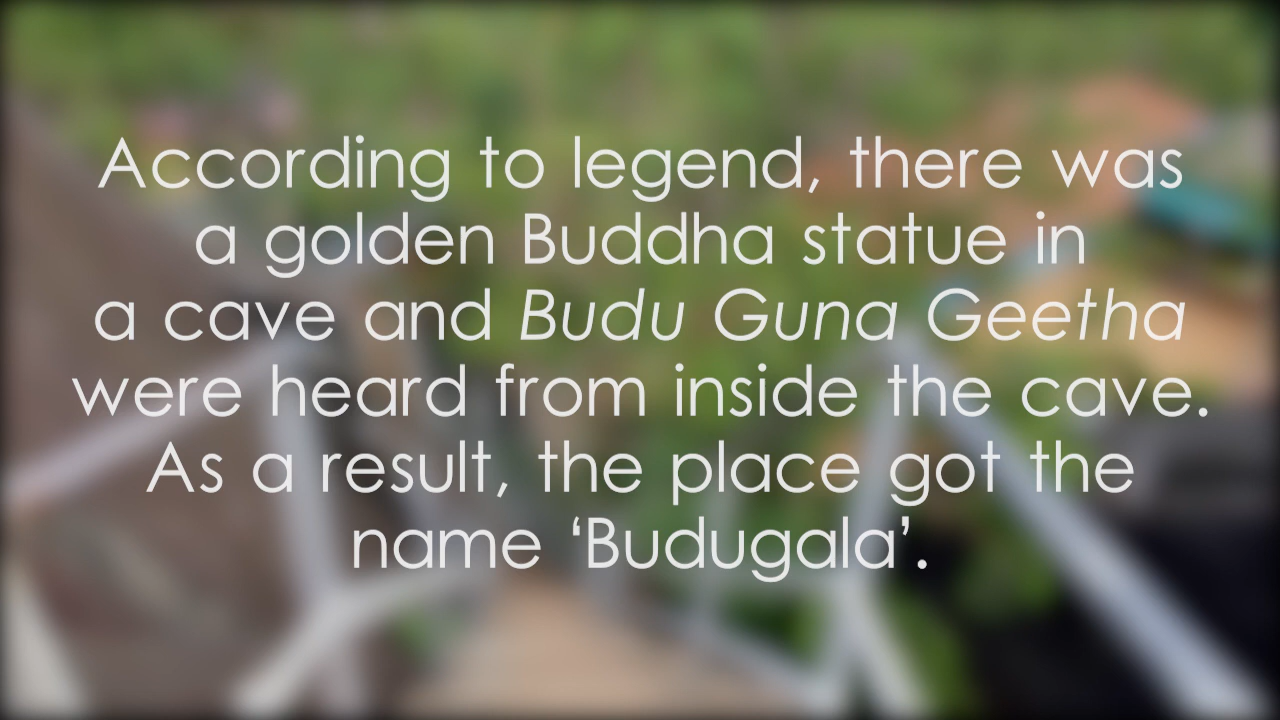 According to legend, there was
a golden Buddha statue in
a cave and Budu Guna Geetha
were heard from inside the cave.
As a result, the place got the
name ‘Budugala’.